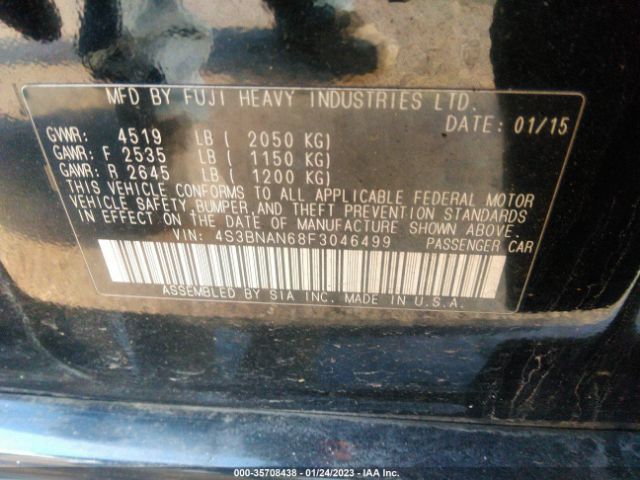 MFD BY FUJI HEAVY INDUSTRIES LTD.
DATE: 01/15
GVWR: 4519 LB ( 2050 KG)
GAWR: F 2535 LB ( 1150 KG)
GAWR: R 2645 LB ( 1200 KG)
THIS VEHICLE CONFORMS TO ALL APPLICABLE FEDERAL MOTOR
VEHICLE SAFETY, BUMPER, AND THEFT PREVENTION STANDARDS
IN EFFECT ON THE DATE OF MANUFACTURE SHOWN ABOVE.
VIN: 4S3BNAN68F3046499 PASSENGER CAR
ASSEMBLED BY SIA INC. MADE IN U.S.A.
000-35708438 - 01/24/2023 - IAA Inc.